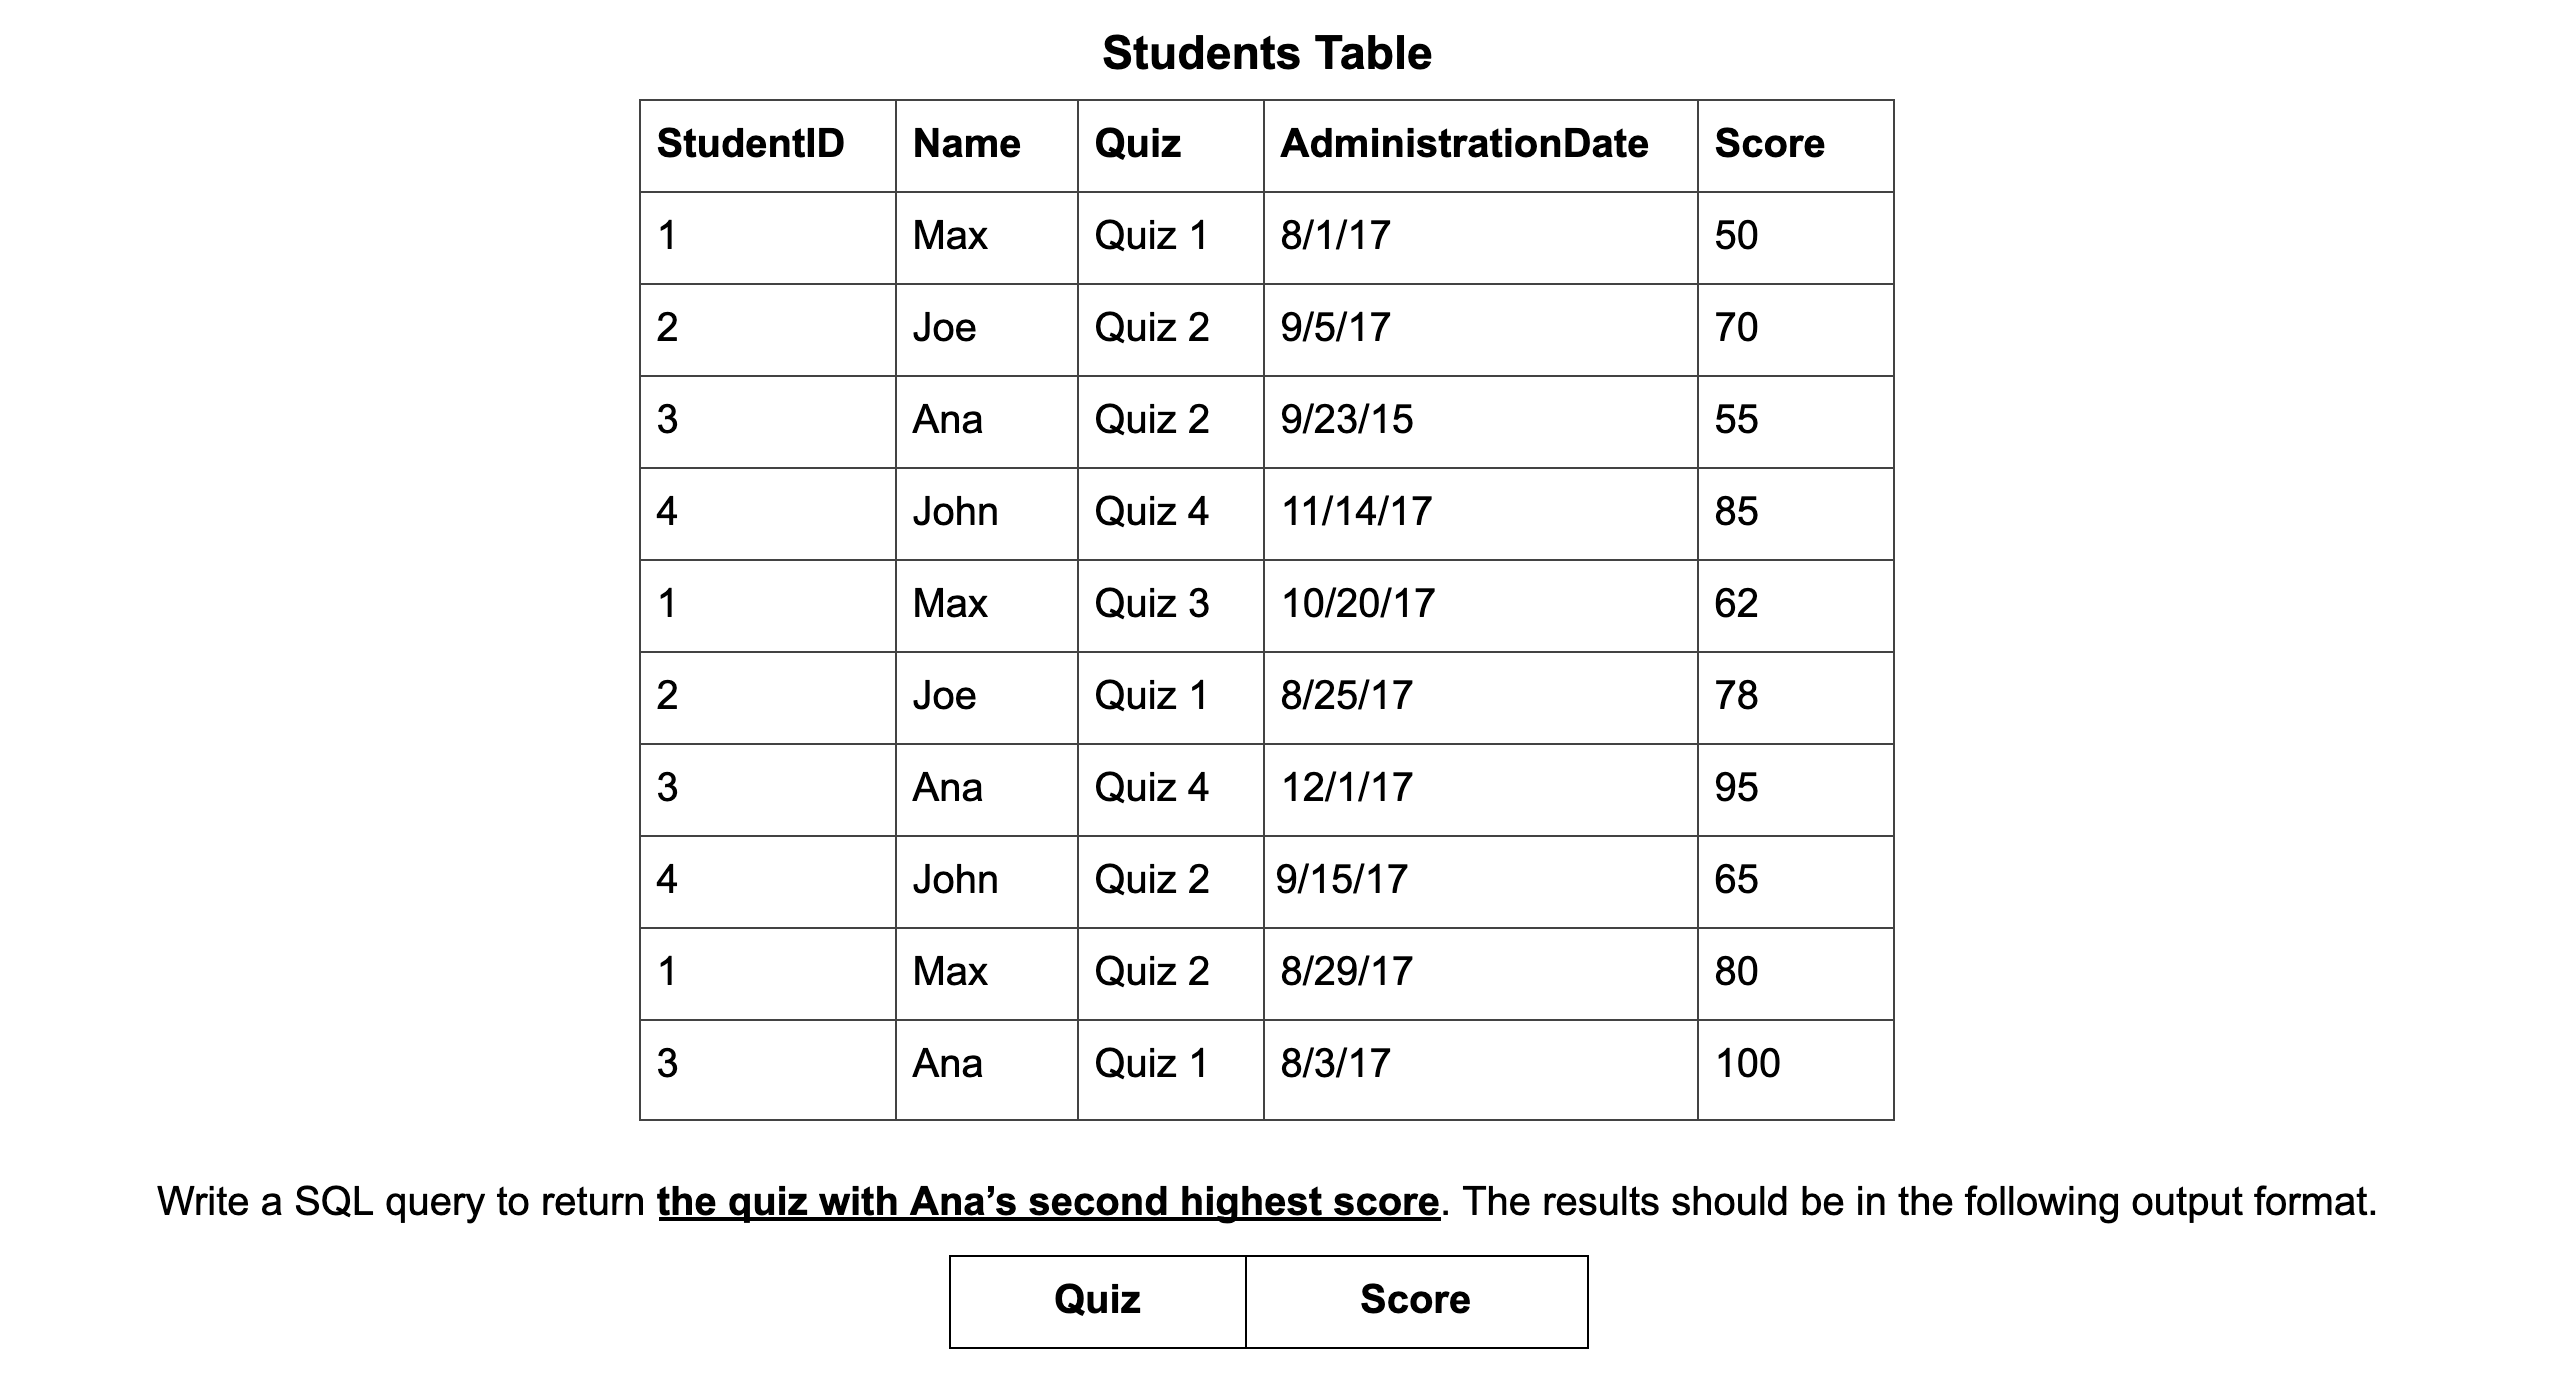 Students Table
StudentID Name Quiz AdministrationDate Score
1 Max Quiz 1 8/1/17 50
2 Joe Quiz 2 9/5/17 70
3 Ana Quiz 2 9/23/15 55
4 John Quiz 4 11/14/17 85
1 Max Quiz 3 10/20/17 62
2 Joe Quiz 1 8/25/17 78
3 Ana Quiz 4 12/1/17 95
4 John Quiz 2 9/15/17 65
1 Max Quiz 2 8/29/17 80
3 Ana Quiz 1 8/3/17 100
Write a SQL query to return the quiz with Ana’s second highest score. The results should be in the following output format.
Quiz Score